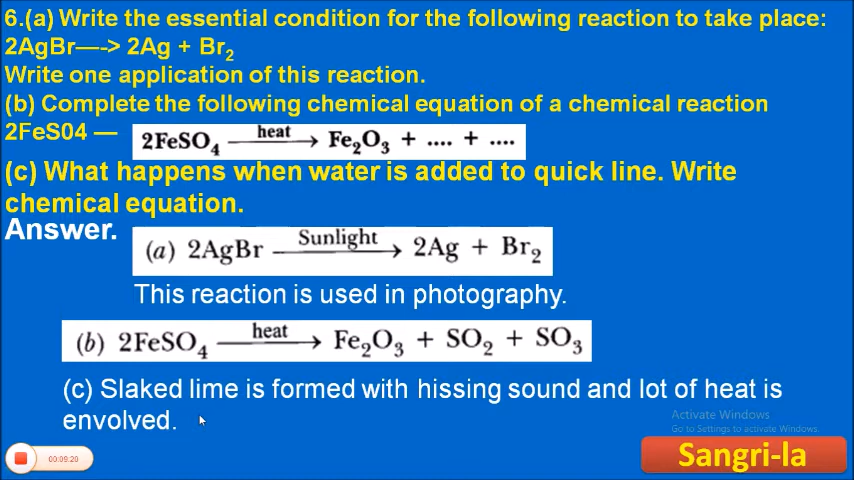 6.(a) Write the essential condition for the following reaction to take place:
2AgBr—-> 2Ag + Br₂
Write one application of this reaction.
(b) Complete the following chemical equation of a chemical reaction
2FeS04 — 2FeSO₄ heat → Fe₂O₃ + .... + ....
(c) What happens when water is added to quick line. Write
chemical equation.
Answer.
(a) 2AgBr Sunlight → 2Ag + Br₂
This reaction is used in photography.
(b) 2FeSO₄ heat → Fe₂O₃ + SO₂ + SO₃
(c) Slaked lime is formed with hissing sound and lot of heat is
envolved.
Activate Windows
Go to Settings to activate Windows.
00:09:20
Sangri-la